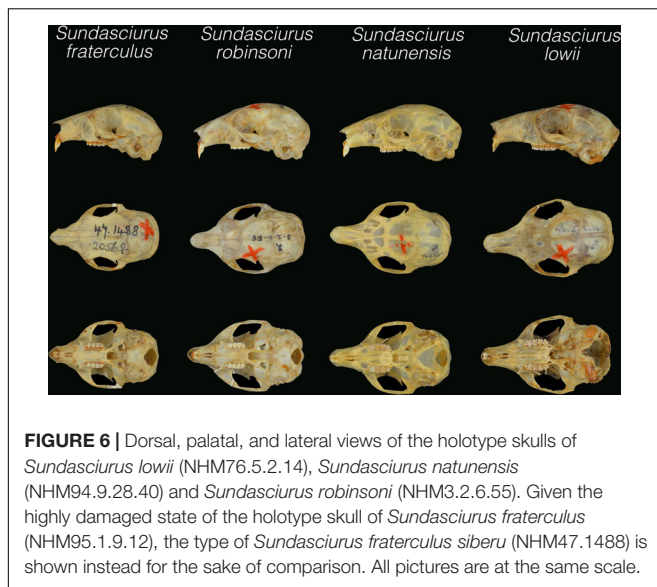 Sundasciurus Sundasciurus Sundasciurus Sundasciurus
fraterculus robinsoni natunensis lowii
47.1488
20568
FIGURE 6 | Dorsal, palatal, and lateral views of the holotype skulls of
Sundasciurus lowii (NHM76.5.2.14), Sundasciurus natunensis
(NHM94.9.28.40) and Sundasciurus robinsoni (NHM3.2.6.55). Given the
highly damaged state of the holotype skull of Sundasciurus fraterculus
(NHM95.1.9.12), the type of Sundasciurus fraterculus siberu (NHM47.1488) is
shown instead for the sake of comparison. All pictures are at the same scale.